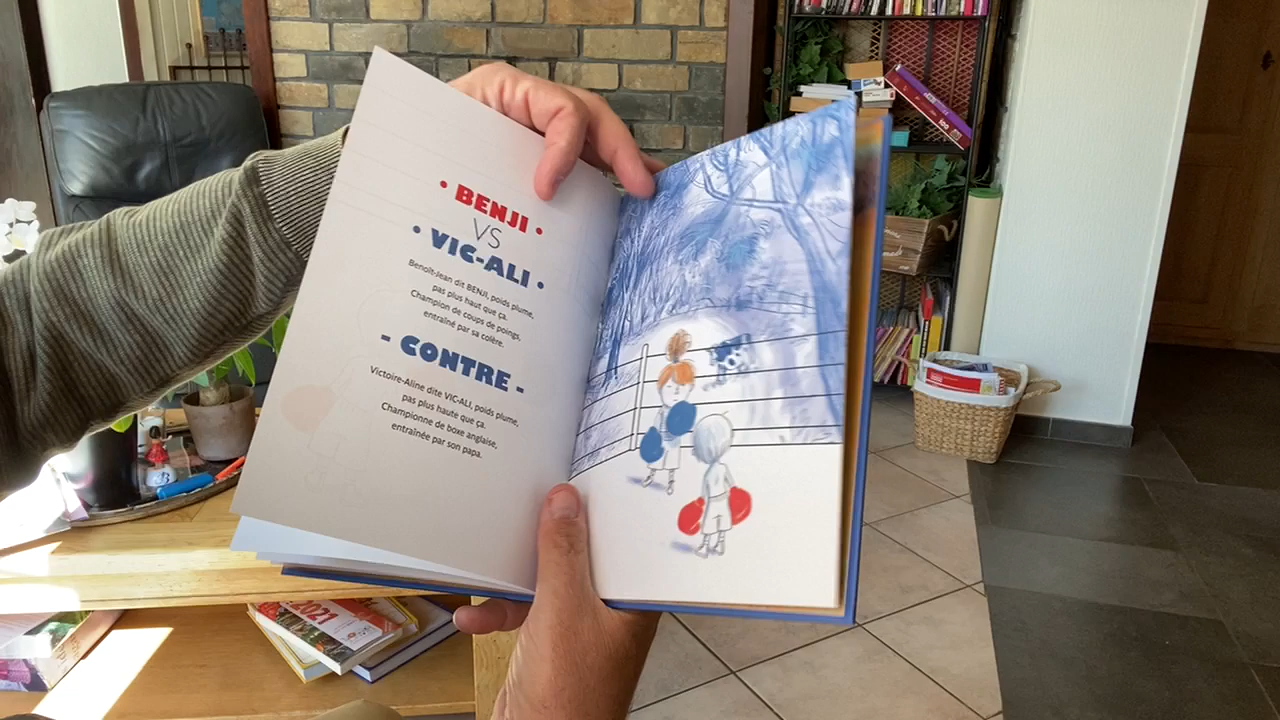 • BENJI •
VS
• VIC-ALI •
Benoît-Jean dit BENJI, poids plume,
pas plus haut que ça.
Champion de coups de poings,
entraîné par sa colère.
- CONTRE -
Victoire-Aline dite VIC-ALI, poids plume,
pas plus haute que ça.
Championne de boxe anglaise,
entraînée par son papa.
2021
100